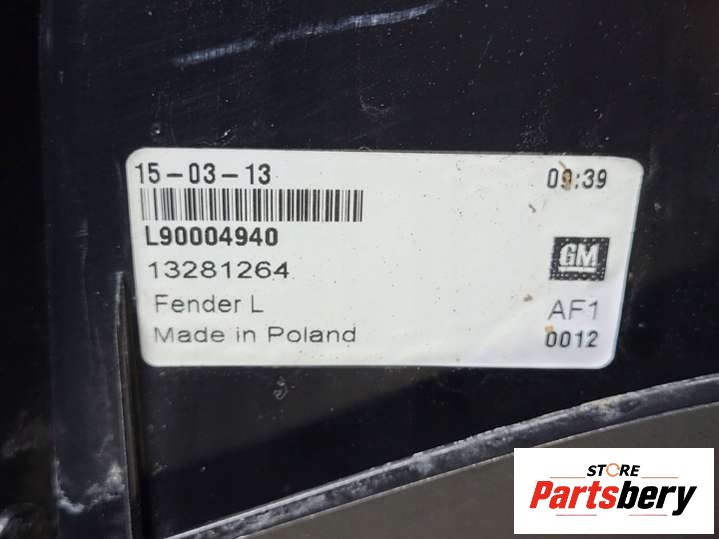 15-03-13 09:39
L90004940
13281264 GM
Fender L AF1
Made in Poland 0012
STORE
Partsbery